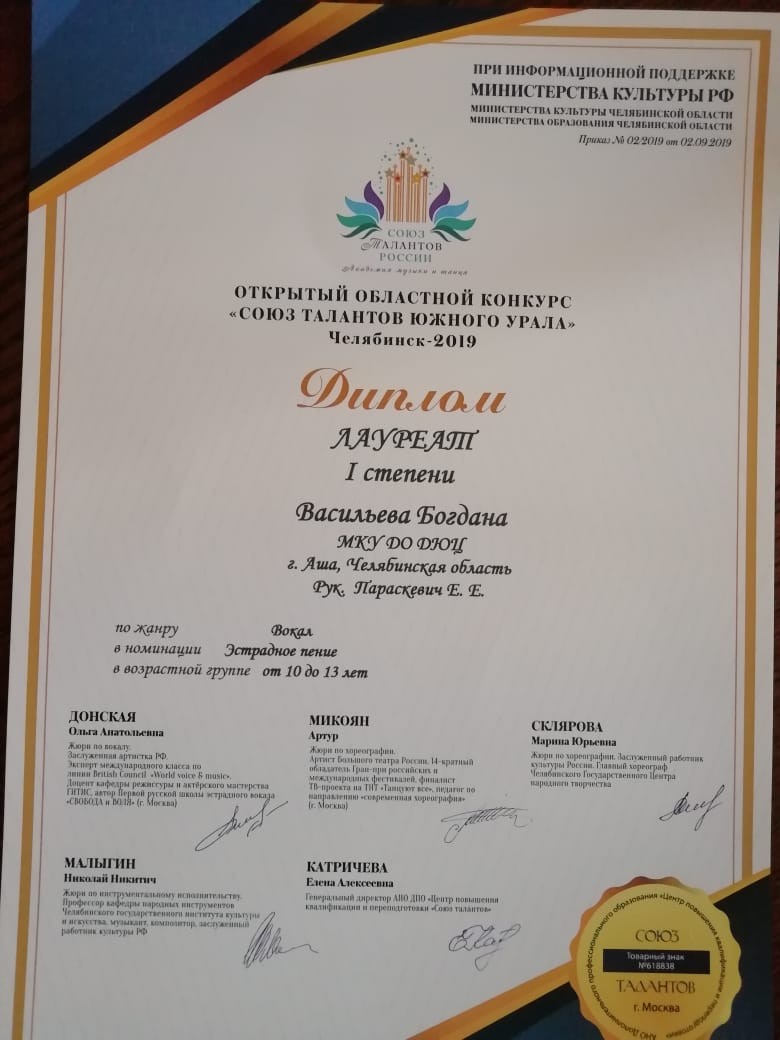 ПРИ ИНФОРМАЦИОННОЙ ПОДДЕРЖКЕ
МИНИСТЕРСТВА КУЛЬТУРЫ РФ
МИНИСТЕРСТВА КУЛЬТУРЫ ЧЕЛЯБИНСКОЙ ОБЛАСТИ
МИНИСТЕРСТВА ОБРАЗОВАНИЯ ЧЕЛЯБИНСКОЙ ОБЛАСТИ
Приказ № 02/2019 от 02.09.2019
СОЮЗ
ТАЛАНТОВ
РОССИИ
Академия музыки и танца
ОТКРЫТЫЙ ОБЛАСТНОЙ КОНКУРС
«СОЮЗ ТАЛАНТОВ ЮЖНОГО УРАЛА»
Челябинск-2019
Диплом
ЛАУРЕАТ
I степени
Васильева Богдана
МКУ ДО ДЮЦ
г. Аша, Челябинская область
Рук. Параскевич Е. Е.
по жанру Вокал
в номинации Эстрадное пение
в возрастной группе от 10 до 13 лет
ДОНСКАЯ
Ольга Анатольевна
Жюри по вокалу.
Заслуженная артистка РФ.
Эксперт международного класса по
линии British Council «World voice & music».
Доцент кафедры режиссуры и актёрского мастерства
ГИТИС, автор Первой русской школы эстрадного вокала
«СВОБОДА и ВОЛЯ» (г. Москва)
МИКОЯН
Артур
Жюри по хореографии.
Артист Большого театра России, 14-кратный
обладатель Гран-при российских и
международных фестивалей, финалист
ТВ-проекта на ТНТ «Танцуют все», педагог по
направлению «современная хореография»
(г. Москва)
СКЛЯРОВА
Марина Юрьевна
Жюри по хореографии. Заслуженный работник
культуры России. Главный хореограф
Челябинского Государственного Центра
народного творчества
МАЛЫГИН
Николай Никитич
Жюри по инструментальному исполнительству.
Профессор кафедры народных инструментов
Челябинского государственного института культуры
и искусства, музыкант, композитор, заслуженный
работник культуры РФ
КАТРИЧЕВА
Елена Алексеевна
Генеральный директор АНО ДПО «Центр повышения
квалификации и переподготовки «Союз талантов»
АНО Дополнительного профессионального образования «Центр повышения квалификации и переподготовки»
СОЮЗ
Товарный знак
№618838
ТАЛАНТОВ
г. Москва